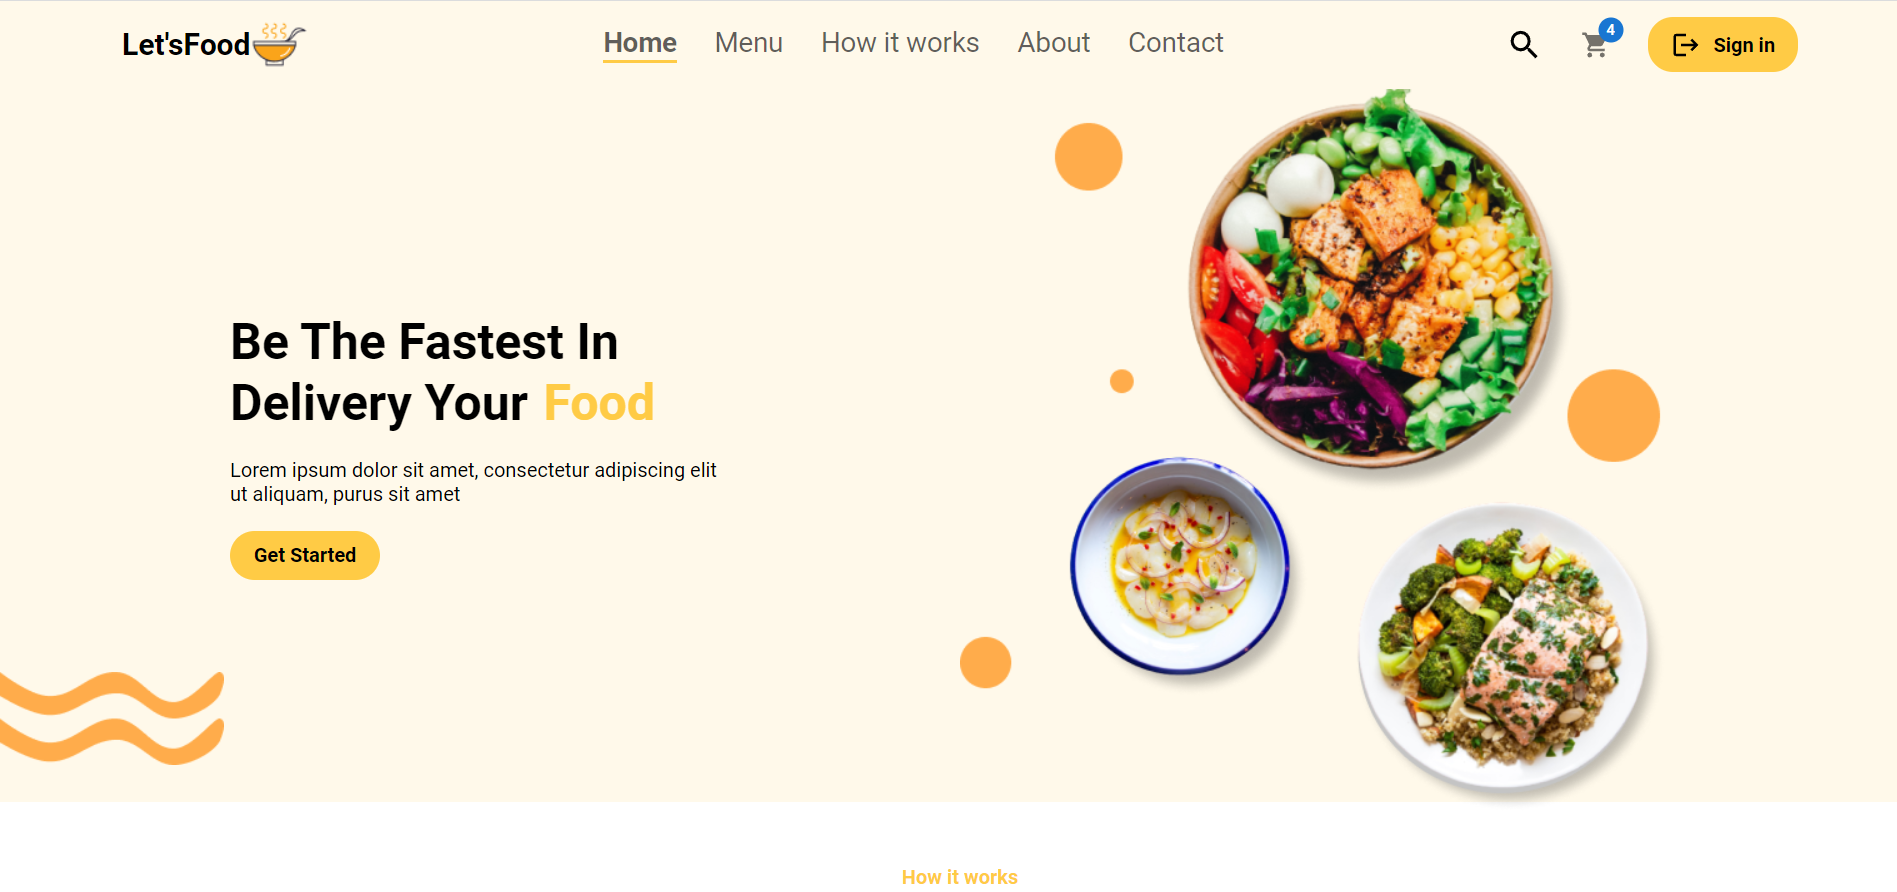 Let'sFood
Home
Menu
How it works
About
Contact
4
Sign in
Be The Fastest In
Delivery Your Food
Lorem ipsum dolor sit amet, consectetur adipiscing elit
ut aliquam, purus sit amet
Get Started
How it works